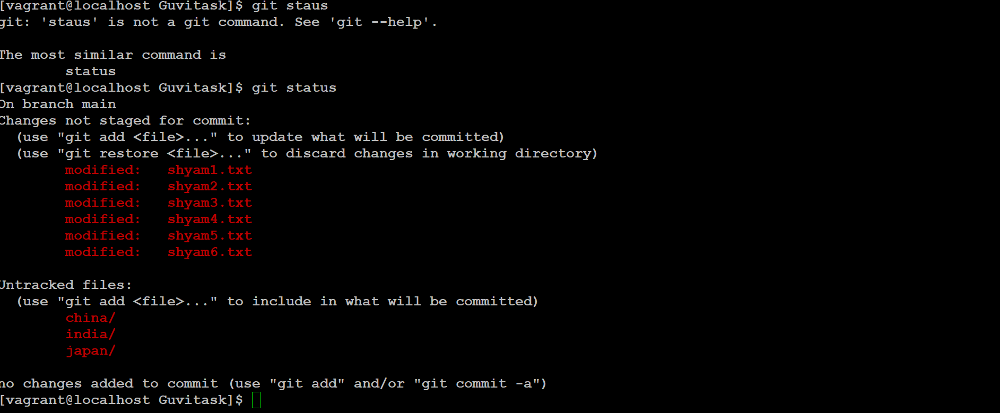 [vagrant@localhost Guvitask]$ git staus
git: 'staus' is not a git command. See 'git --help'.
The most similar command is
status
[vagrant@localhost Guvitask]$ git status
On branch main
Changes not staged for commit:
(use "git add <file>..." to update what will be committed)
(use "git restore <file>..." to discard changes in working directory)
modified:   shyam1.txt
modified:   shyam2.txt
modified:   shyam3.txt
modified:   shyam4.txt
modified:   shyam5.txt
modified:   shyam6.txt
Untracked files:
(use "git add <file>..." to include in what will be committed)
china/
india/
japan/
no changes added to commit (use "git add" and/or "git commit -a")
[vagrant@localhost Guvitask]$